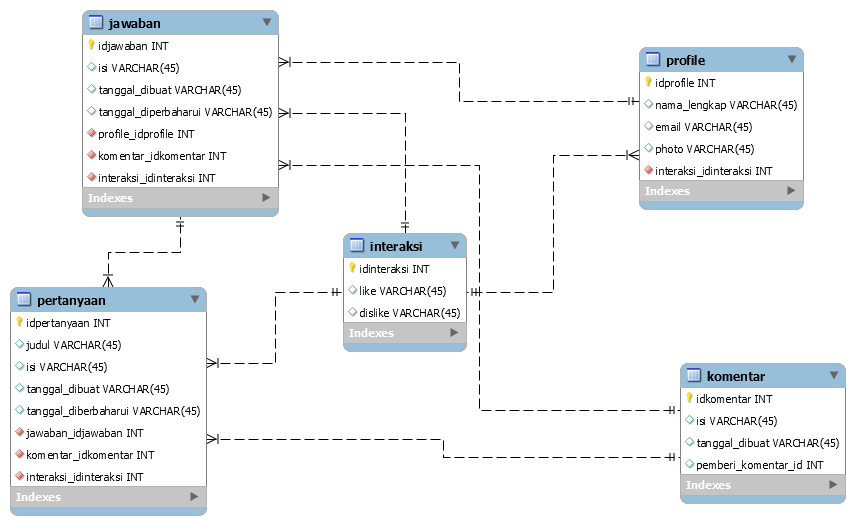 jawaban
idjawaban INT
isi VARCHAR(45)
tanggal_dibuat VARCHAR(45)
tanggal_diperbaharui VARCHAR(45)
profile_idprofile INT
komentar_idkomentar INT
interaksi_idinteraksi INT
Indexes
profile
idprofile INT
nama_lengkap VARCHAR(45)
email VARCHAR(45)
photo VARCHAR(45)
interaksi_idinteraksi INT
Indexes
interaksi
idinteraksi INT
like VARCHAR(45)
dislike VARCHAR(45)
Indexes
pertanyaan
idpertanyaan INT
judul VARCHAR(45)
isi VARCHAR(45)
tanggal_dibuat VARCHAR(45)
tanggal_diberbaharui VARCHAR(45)
jawaban_idjawaban INT
komentar_idkomentar INT
interaksi_idinteraksi INT
Indexes
komentar
idkomentar INT
isi VARCHAR(45)
tanggal_dibuat VARCHAR(45)
pemberi_komentar_id INT
Indexes